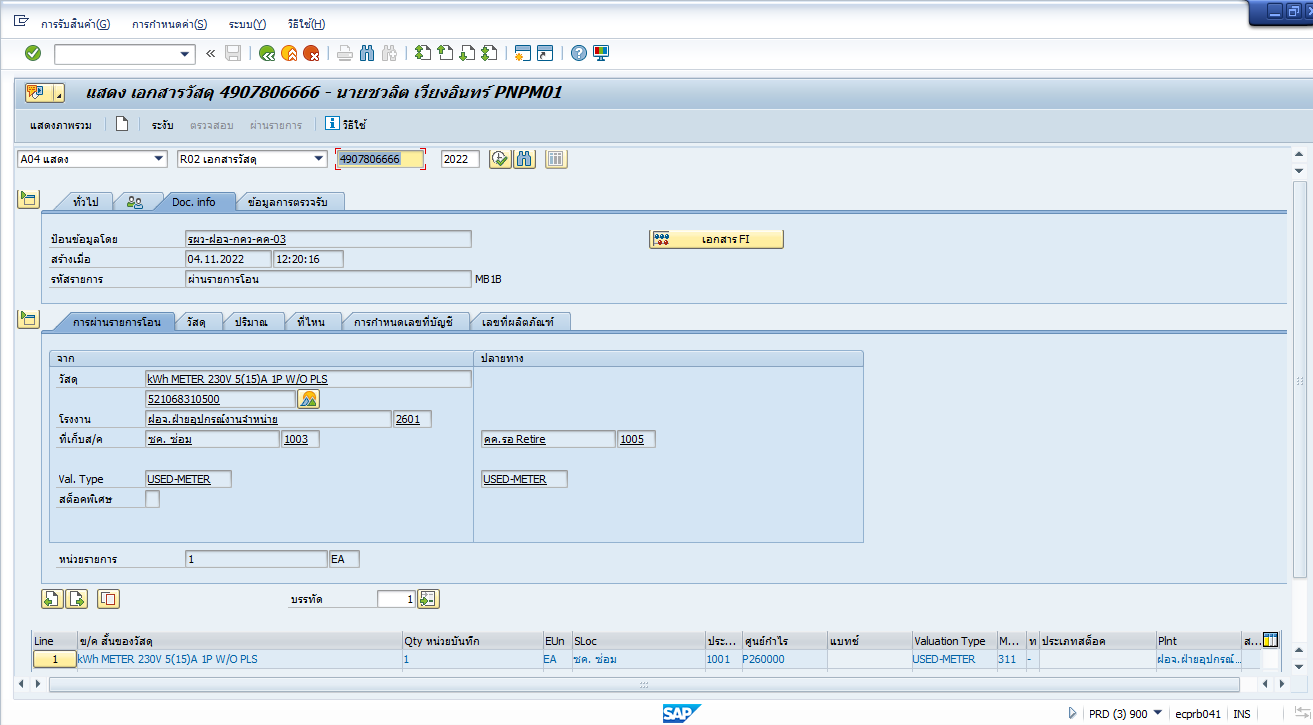 การรับสินค้า(G) การกำหนดค่า(S) ระบบ(Y) วิธีใช้(H)
แสดง เอกสารวัสดุ 4907806666 - นายชวลิต เวียงอินทร์ PNPM01
แสดงภาพรวม ระงับ ตรวจสอบ ผ่านรายการ วิธีใช้
A04 แสดง R02 เอกสารวัสดุ 4907806666 2022
ทั่วไป Doc. info ข้อมูลการตรวจรับ
ป้อนข้อมูลโดย รผว-ฝอจ-กคว-คค-03 เอกสาร FI
สร้างเมื่อ 04.11.2022 12:20:16
รหัสรายการ ผ่านรายการโอน MB1B
การผ่านรายการโอน วัสดุ ปริมาณ ที่ไหน การกำหนดเลขที่บัญชี เลขที่ผลิตภัณฑ์
จาก ปลายทาง
วัสดุ kWh METER 230V 5(15)A 1P W/O PLS
521068310500
โรงงาน ฝอจ.ฝ่ายอุปกรณ์งานจำหน่าย 2601
ที่เก็บส/ค ซค. ซ่อม 1003 คค.รอ Retire 1005
Val. Type USED-METER USED-METER
สต็อคพิเศษ
หน่วยรายการ 1 EA
บรรทัด 1
Line ข/ค สั้นของวัสดุ Qty หน่วยบันทึก EUn SLoc ประ... ศูนย์กำไร แบทช์ Valuation Type M... ท ประเภทสต็อค Plnt ส...
1 kWh METER 230V 5(15)A 1P W/O PLS 1 EA ซค. ซ่อม 1001 P260000 USED-METER 311 - ฝอจ.ฝ่ายอุปกรณ์...
SAP PRD (3) 900 ecprb041 INS